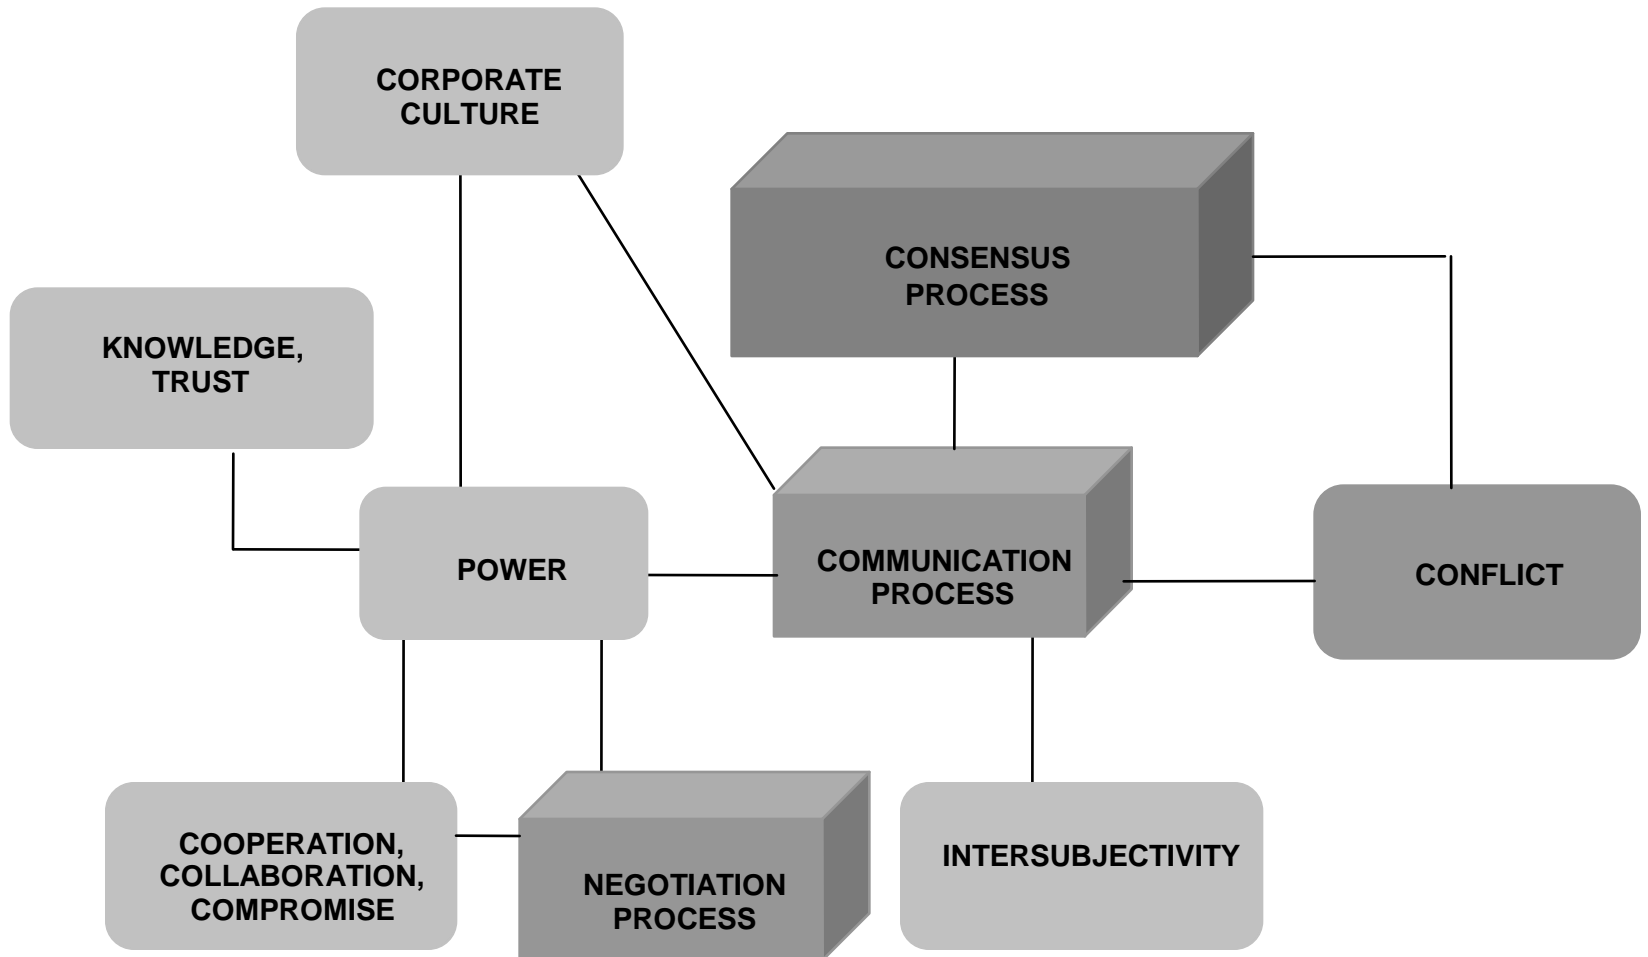 CORPORATE
CULTURE
CONSENSUS
PROCESS
KNOWLEDGE,
TRUST
POWER
COMMUNICATION
PROCESS
CONFLICT
COOPERATION,
COLLABORATION,
COMPROMISE
NEGOTIATION
PROCESS
INTERSUBJECTIVITY